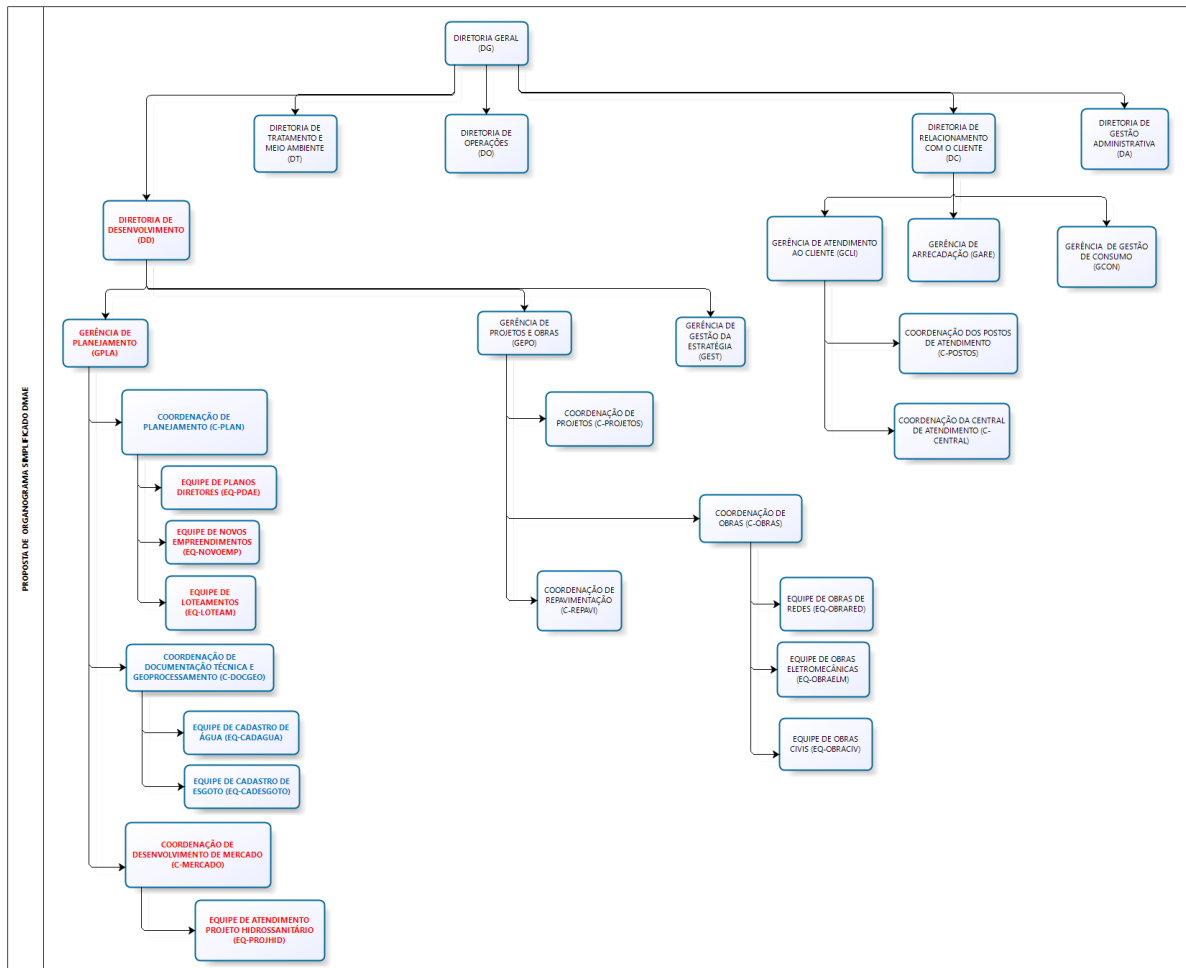 PROPOSTA DE ORGANOGRAMA SIMPLIFICADO DMAE
DIRETORIA GERAL
(DG)
DIRETORIA DE
TRATAMENTO E
MEIO AMBIENTE
(DT)
DIRETORIA DE
OPERAÇÕES
(DO)
DIRETORIA DE
RELACIONAMENTO
COM O CLIENTE
(DC)
DIRETORIA DE
GESTÃO
ADMINISTRATIVA
(DA)
DIRETORIA DE
DESENVOLVIMENTO
(DD)
GERÊNCIA DE ATENDIMENTO
AO CLIENTE (GCLI)
GERÊNCIA DE
ARRECADAÇÃO (GARE)
GERÊNCIA DE GESTÃO
DE CONSUMO
(GCON)
GERÊNCIA DE
PLANEJAMENTO
(GPLA)
GERÊNCIA DE
PROJETOS E OBRAS
(GEPO)
GERÊNCIA DE
GESTÃO DA
ESTRATÉGIA
(GEST)
COORDENAÇÃO DOS POSTOS
DE ATENDIMENTO
(C-POSTOS)
COORDENAÇÃO DA CENTRAL
DE ATENDIMENTO (C-
CENTRAL)
COORDENAÇÃO DE
PLANEJAMENTO (C-PLAN)
COORDENAÇÃO DE
PROJETOS (C-PROJETOS)
EQUIPE DE PLANOS
DIRETORES (EQ-PDAE)
EQUIPE DE NOVOS
EMPREENDIMENTOS
(EQ-NOVOEMP)
EQUIPE DE
LOTEAMENTOS
(EQ-LOTEAM)
COORDENAÇÃO DE
OBRAS (C-OBRAS)
COORDENAÇÃO DE
REPAVIMENTAÇÃO
(C-REPAVI)
EQUIPE DE OBRAS DE
REDES (EQ-OBRARED)
EQUIPE DE OBRAS
ELETROMECÂNICAS
(EQ-OBRAELM)
EQUIPE DE OBRAS
CIVIS (EQ-OBRACIV)
COORDENAÇÃO DE
DOCUMENTAÇÃO TÉCNICA E
GEOPROCESSAMENTO (C-DOCGEO)
EQUIPE DE CADASTRO DE
ÁGUA (EQ-CADAGUA)
EQUIPE DE CADASTRO DE
ESGOTO (EQ-CADESGOTO)
COORDENAÇÃO DE
DESENVOLVIMENTO DE MERCADO
(C-MERCADO)
EQUIPE DE ATENDIMENTO
PROJETO HIDROSSANITÁRIO
(EQ-PROJHID)